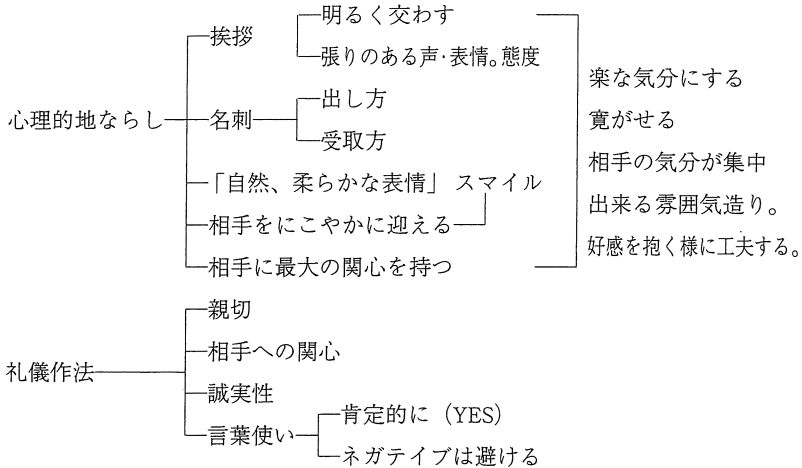 明るく交わす
挨拶
張りのある声・表情。態度
楽な気分にする
出し方
心理的地ならし
名刺
寛がせる
受取方
相手の気分が集中
「自然、柔らかな表情」 スマイル
出来る雰囲気造り。
相手をにこやかに迎える
好感を抱く様に工夫する。
相手に最大の関心を持つ
親切
相手への関心
礼儀作法
誠実性
肯定的に（YES）
言葉使い
ネガテイブは避ける